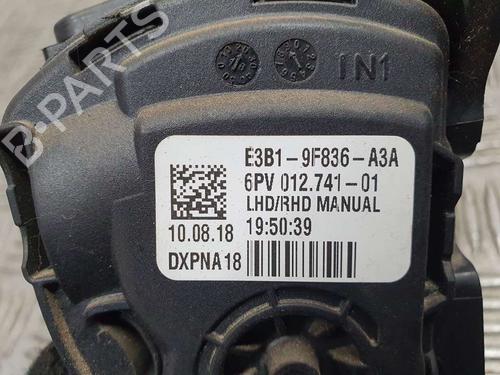 IN1
E3B1-9F836-A3A
6PV 012.741-01
LHD/RHD MANUAL
10.08.18 19:50:39
DXPNA18
B-PARTS